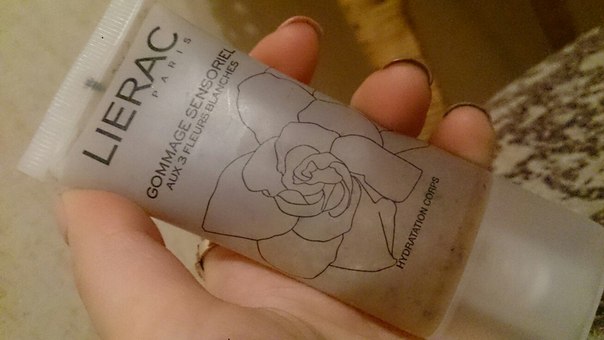 LIERAC
PARIS
GOMMAGE SENSORIEL
AUX 3 FLEURS BLANCHES
HYDRATATION CORPS